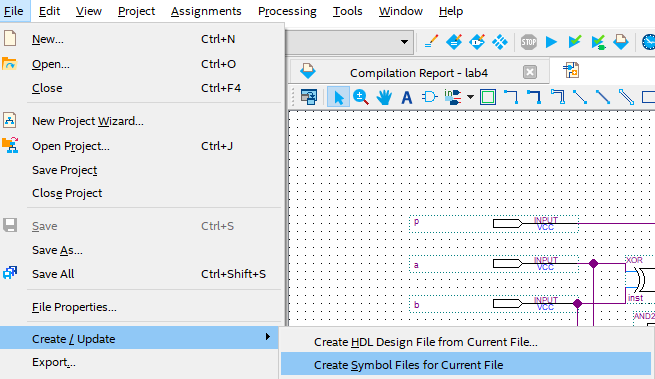 File Edit View Project Assignments Processing Tools Window Help
New... Ctrl+N
Open... Ctrl+O
Close Ctrl+F4
New Project Wizard...
Open Project... Ctrl+J
Save Project
Close Project
Save Ctrl+S
Save As...
Save All Ctrl+Shift+S
File Properties...
Create / Update
Export...
Create HDL Design File from Current File...
Create Symbol Files for Current File
STOP
Compilation Report - lab4
A
p INPUT
VCC
a INPUT
VCC
XOR
b INPUT
VCC
inst
AND2